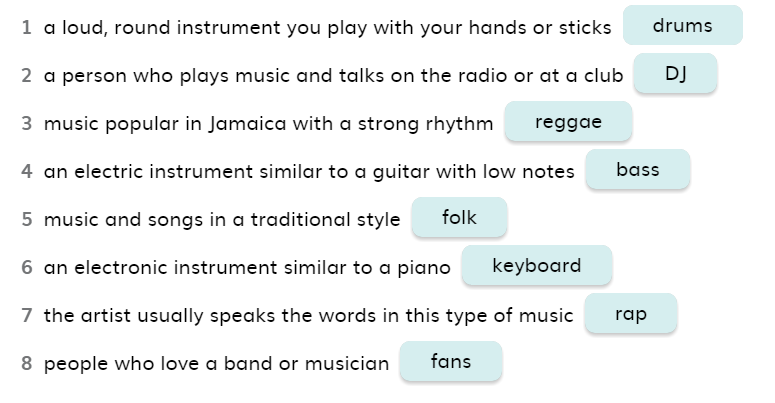 1 a loud, round instrument you play with your hands or sticks drums
2 a person who plays music and talks on the radio or at a club DJ
3 music popular in Jamaica with a strong rhythm reggae
4 an electric instrument similar to a guitar with low notes bass
5 music and songs in a traditional style folk
6 an electronic instrument similar to a piano keyboard
7 the artist usually speaks the words in this type of music rap
8 people who love a band or musician fans